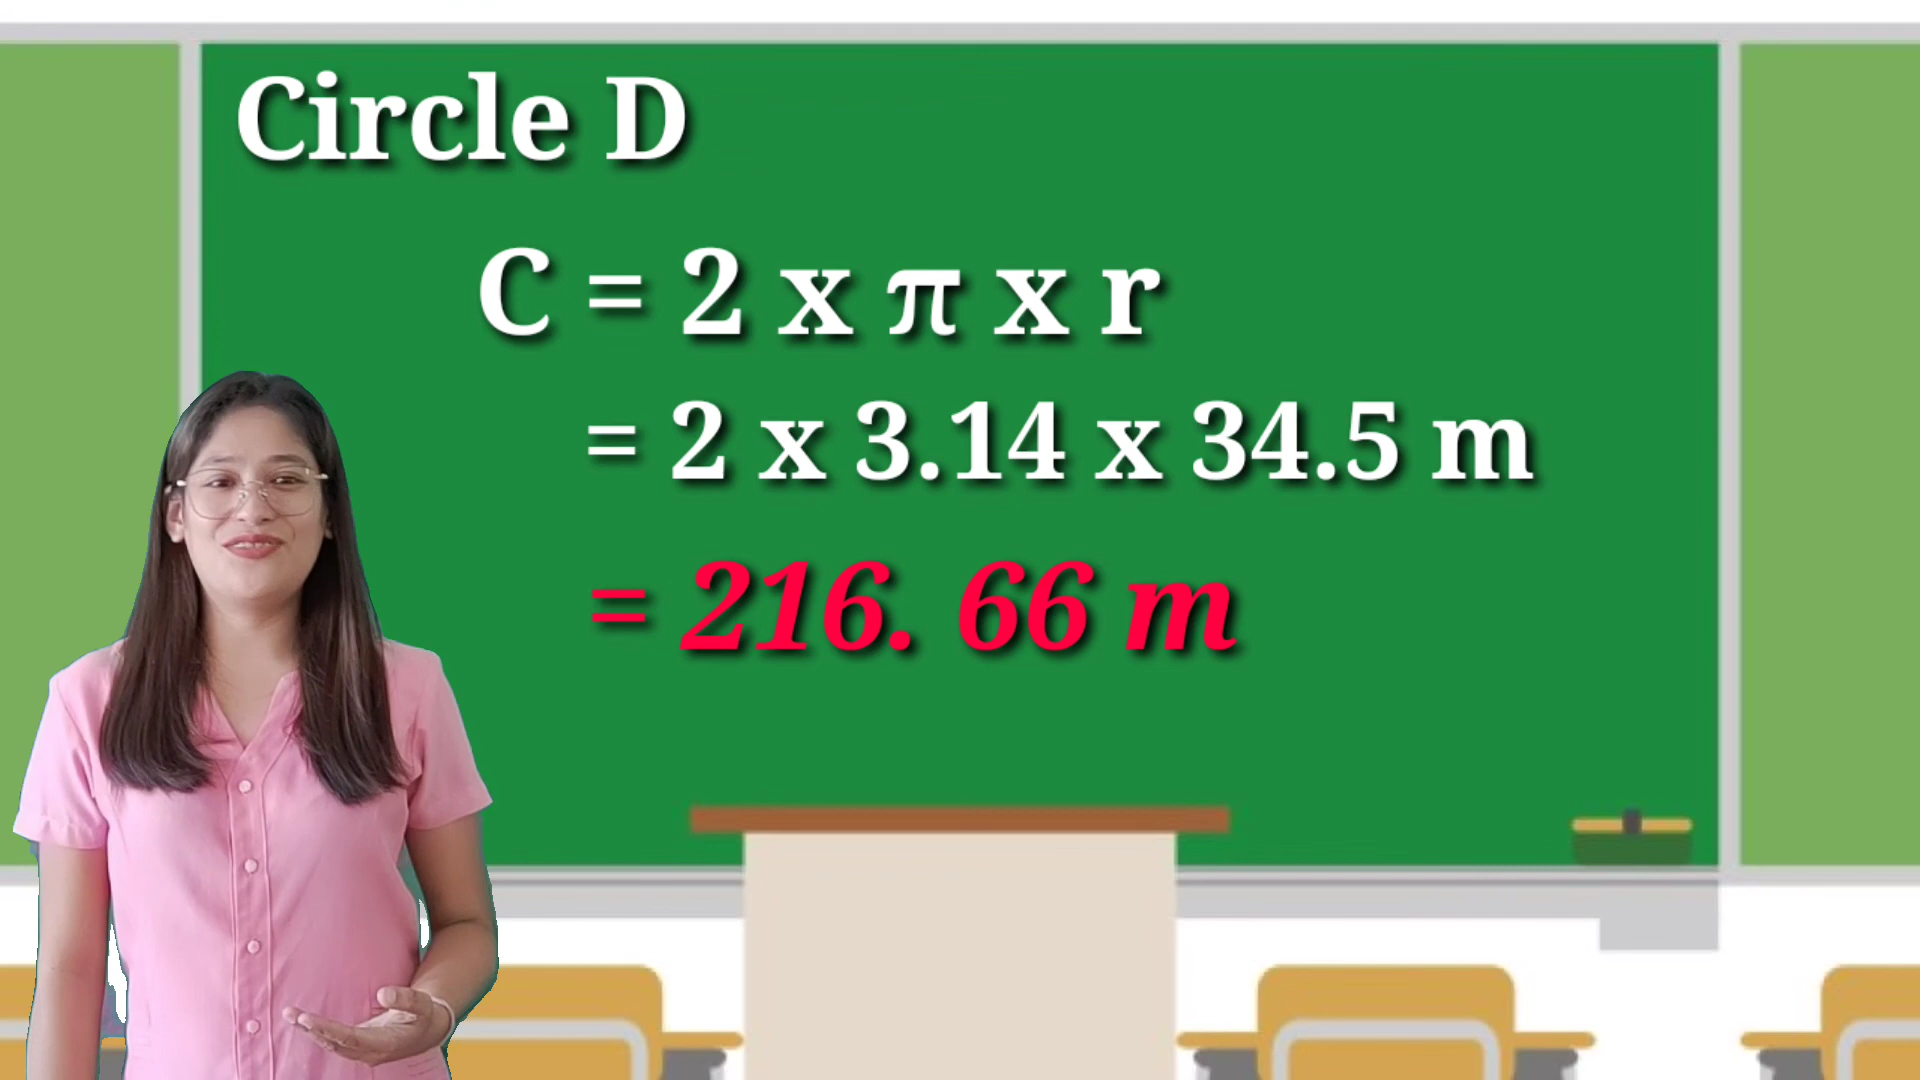 Circle D
C = 2 x π x r
= 2 x 3.14 x 34.5 m
= 216. 66 m